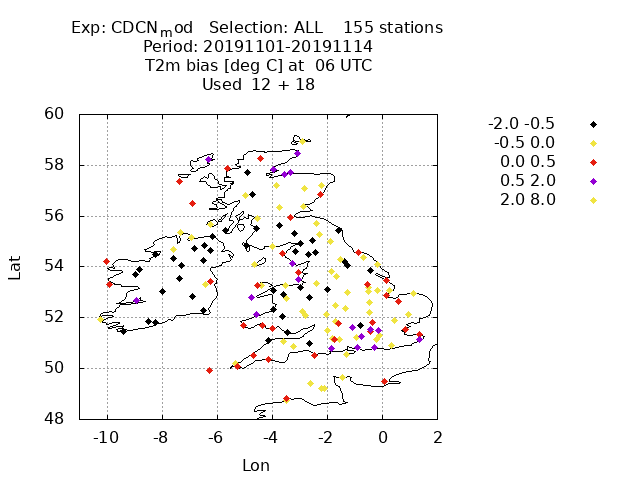 Exp: CDCNmod Selection: ALL 155 stations
Period: 20191101-20191114
T2m bias [deg C] at 06 UTC
Used 12 + 18
60
58
56
54
52
50
48
Lat
-10 -8 -6 -4 -2 0 2
Lon
-2.0 -0.5
-0.5 0.0
0.0 0.5
0.5 2.0
2.0 8.0